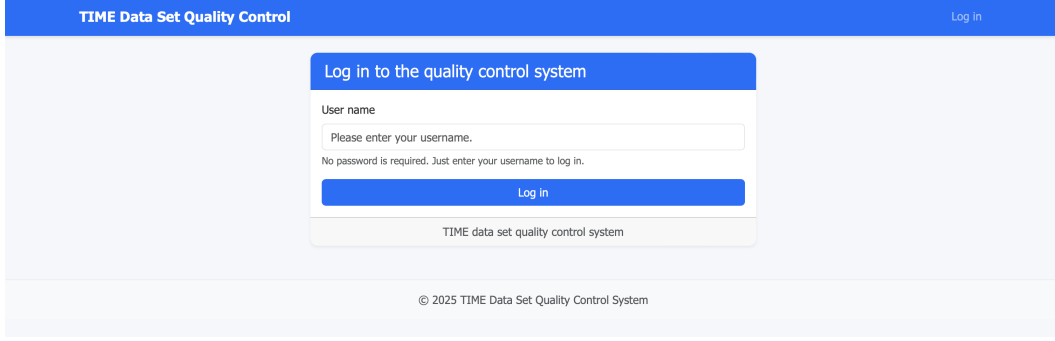 TIME Data Set Quality Control
Log in
Log in to the quality control system
User name
Please enter your username.
No password is required. Just enter your username to log in.
Log in
TIME data set quality control system
© 2025 TIME Data Set Quality Control System